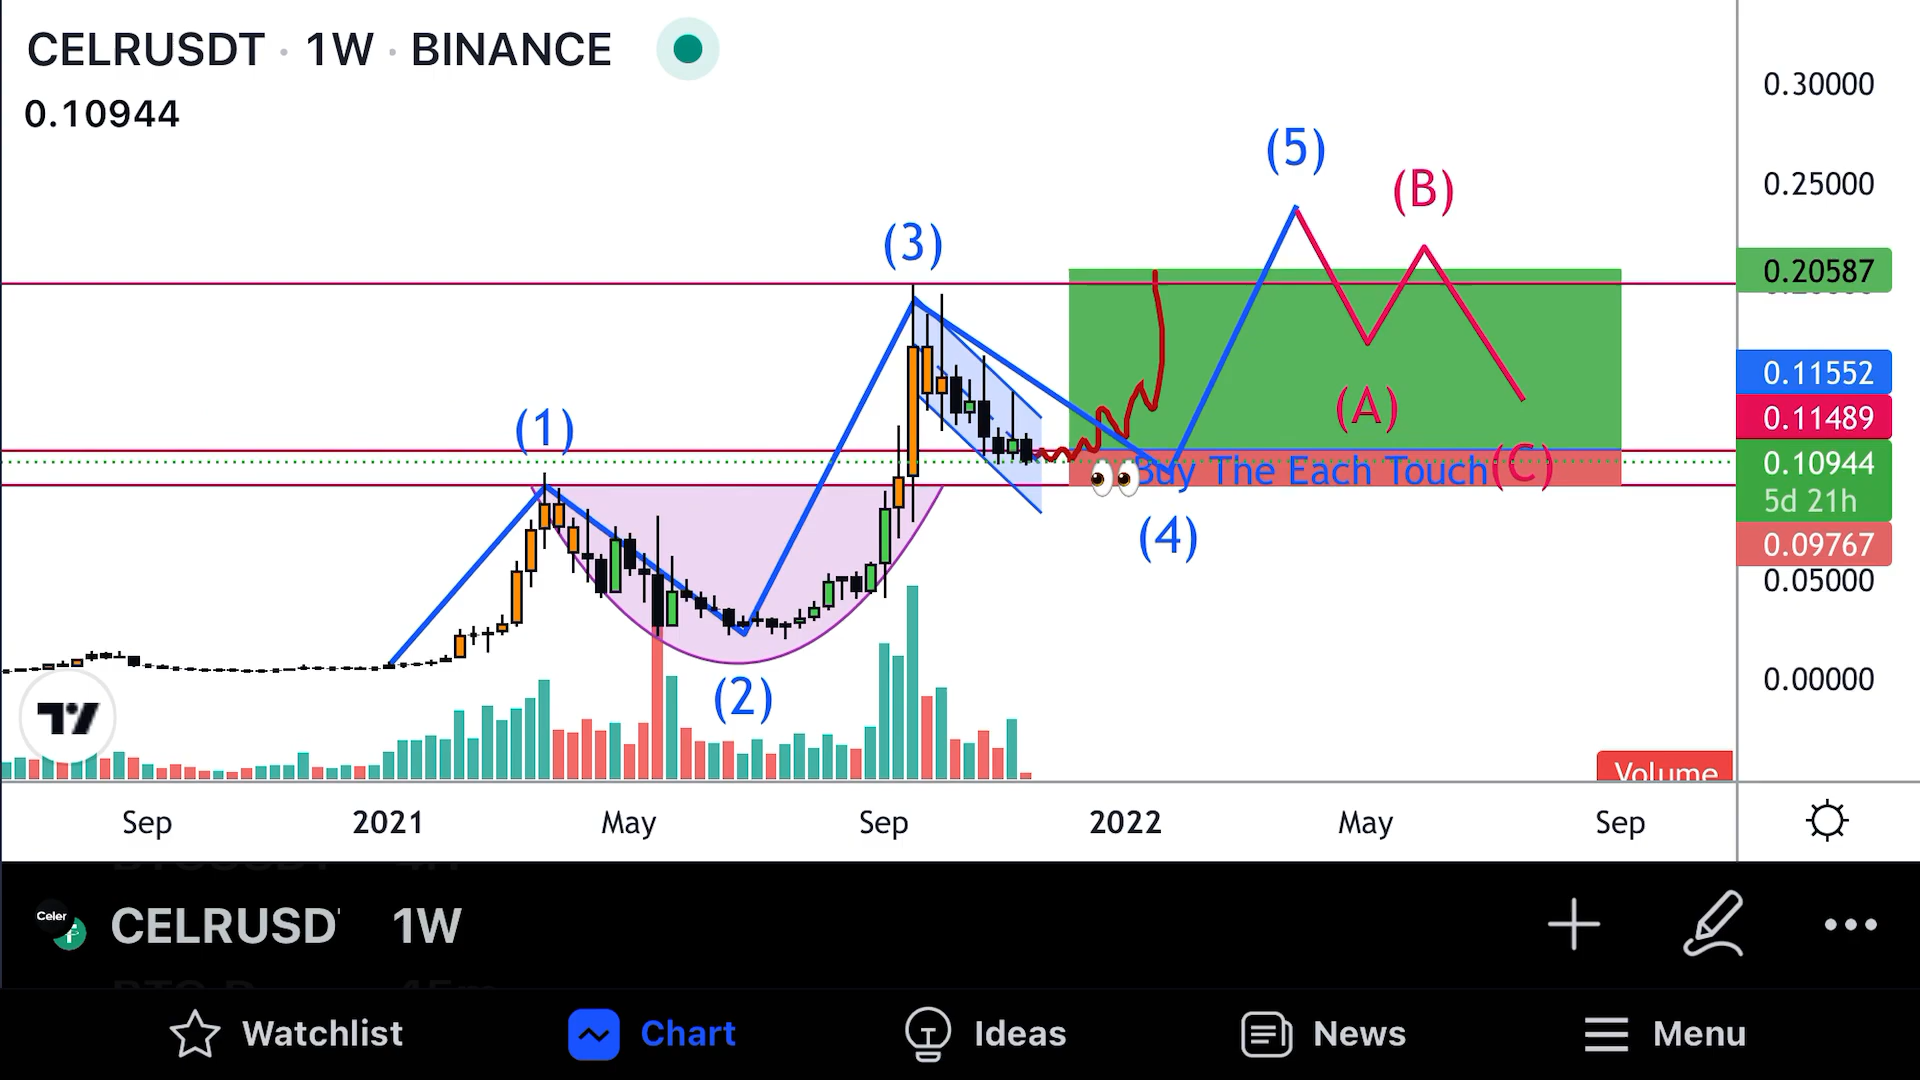 CELRUSDT · 1W · BINANCE
0.10944
0.30000
0.25000
0.20587
0.11552
0.11489
0.10944
5d 21h
0.09767
0.05000
0.00000
(1)
(2)
(3)
(4)
(5)
(A)
(B)
(C)
Buy The Each Touch
Volume
Sep
2021
May
Sep
2022
May
Sep
Celer
CELRUSD
1W
Watchlist
Chart
Ideas
News
Menu